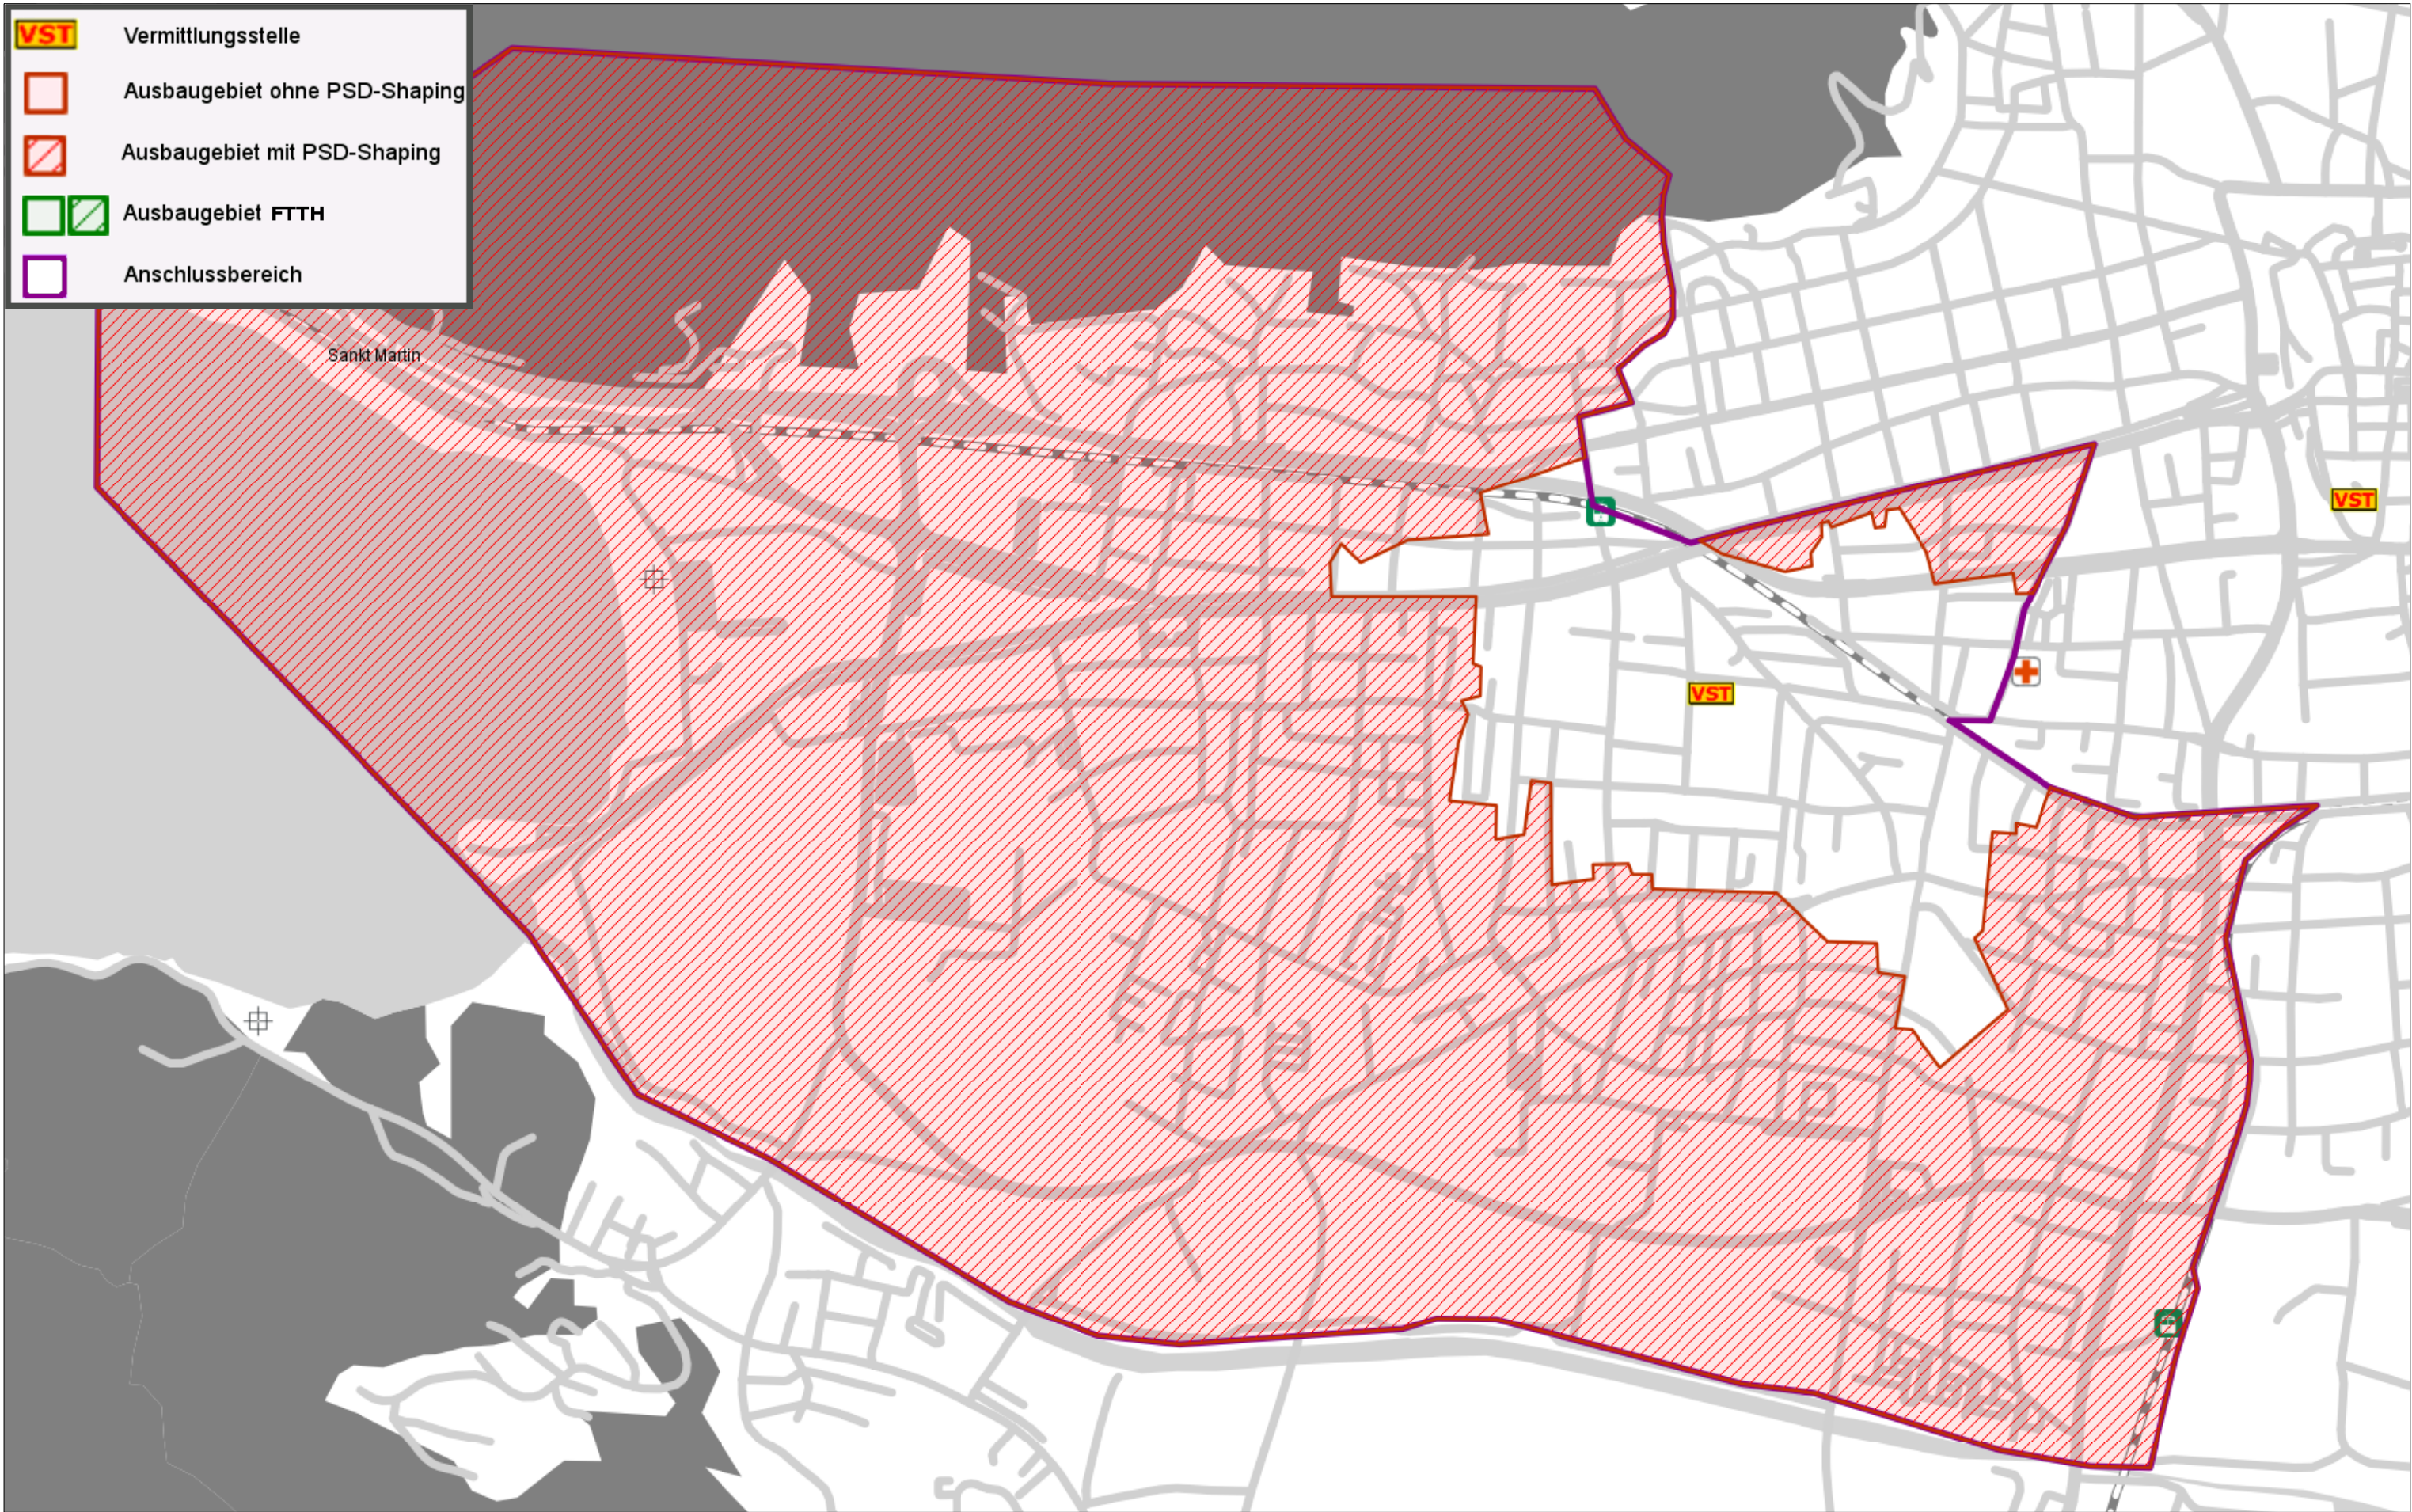 VST Vermittlungsstelle
Ausbaugebiet ohne PSD-Shaping
Ausbaugebiet mit PSD-Shaping
Ausbaugebiet FTTH
Anschlussbereich
Sankt Martin
VST
VST